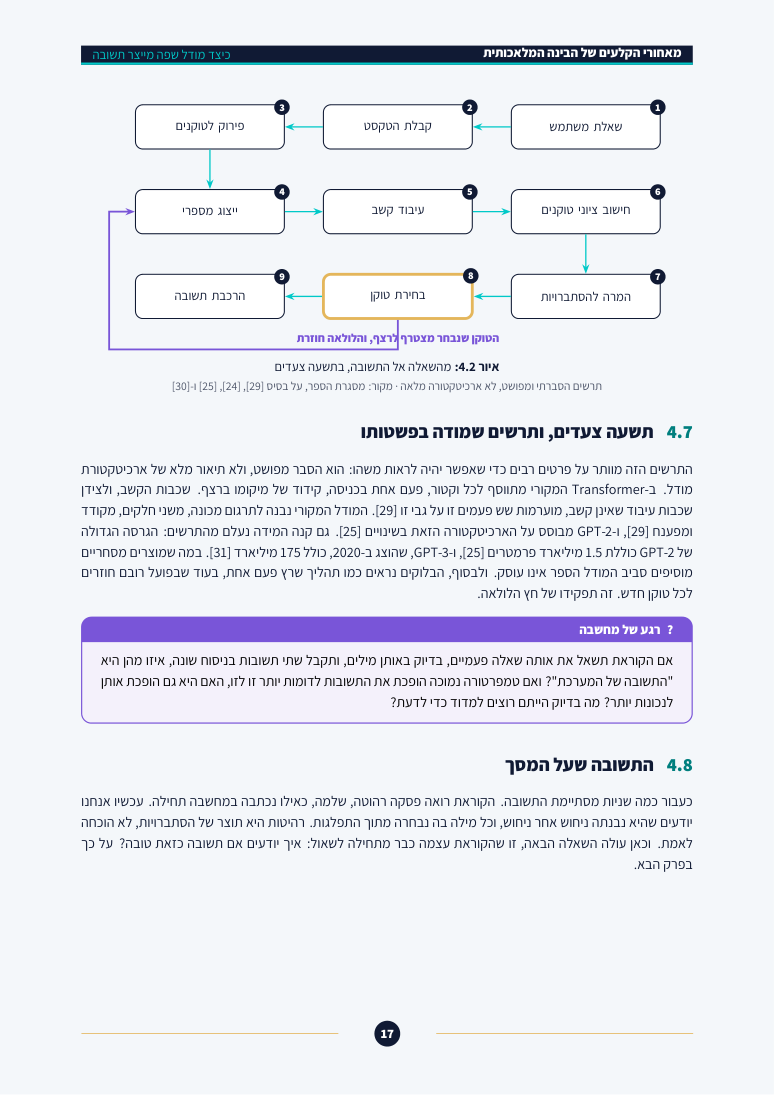 מאחורי הקלעים של הבינה המלאכותית
כיצד מודל שפה מייצר תשובה
1
שאלת משתמש
2
קבלת הטקסט
3
פירוק לטוקנים
4
ייצוג מספרי
5
עיבוד קשב
6
חישוב ציוני טוקנים
7
המרה להסתברויות
8
בחירת טוקן
9
הרכבת תשובה
הטוקן שנבחר מצטרף לרצף, והלולאה חוזרת
איור 4.2: מהשאלה אל התשובה, בתשעה צעדים
תרשים הסברתי ומפושט, לא ארכיטקטורה מלאה · מקור: מסגרת הספר, על בסיס [29], [24], [25] ו-[30]
4.7 תשעה צעדים, ותרשים שמודה בפשטותו
התרשים הזה מוותר על פרטים רבים כדי שאפשר יהיה לראות משהו: הוא הסבר מפושט, ולא תיאור מלא של ארכיטקטורת
מודל. ב-Transformer המקורי מתווסף לכל וקטור, פעם אחת בכניסה, קידוד של מיקומו ברצף. שכבות הקשב, ולצידן
שכבות עיבוד שאינן קשב, מוערמות שש פעמים זו על גבי זו [29]. המודל המקורי נבנה לתרגום מכונה, משני חלקים, מקודד
ומפענח [29], ו-GPT-2 מבוסס על הארכיטקטורה הזאת בשינויים [25]. גם קנה המידה נעלם מהתרשים: הגרסה הגדולה
של GPT-2 כוללת 1.5 מיליארד פרמטרים [25], ו-GPT-3, שהוצג ב-2020, כולל 175 מיליארד [31]. במה שמוצרים מסחריים
מוסיפים סביב המודל הספר אינו עוסק. ולבסוף, הבלוקים נראים כמו תהליך שרץ פעם אחת, בעוד שבפועל רובם חוזרים
לכל טוקן חדש. זה תפקידו של חץ הלולאה.
? רגע של מחשבה
אם הקוראת תשאל את אותה שאלה פעמיים, בדיוק באותן מילים, ותקבל שתי תשובות בניסוח שונה, איזו מהן היא
"התשובה של המערכת"? ואם טמפרטורה נמוכה הופכת את התשובות לדומות יותר זו לזו, האם היא גם הופכת אותן
לנכונות יותר? מה בדיוק הייתם רוצים למדוד כדי לדעת?
4.8 התשובה שעל המסך
כעבור כמה שניות מסתיימת התשובה. הקוראת רואה פסקה רהוטה, שלמה, כאילו נכתבה במחשבה תחילה. עכשיו אנחנו
יודעים שהיא נבנתה ניחוש אחר ניחוש, וכל מילה בה נבחרה מתוך התפלגות. רהיטות היא תוצר של הסתברויות, לא הוכחה
לאמת. וכאן עולה השאלה הבאה, זו שהקוראת עצמה כבר מתחילה לשאול: איך יודעים אם תשובה כזאת טובה? על כך
בפרק הבא.
17